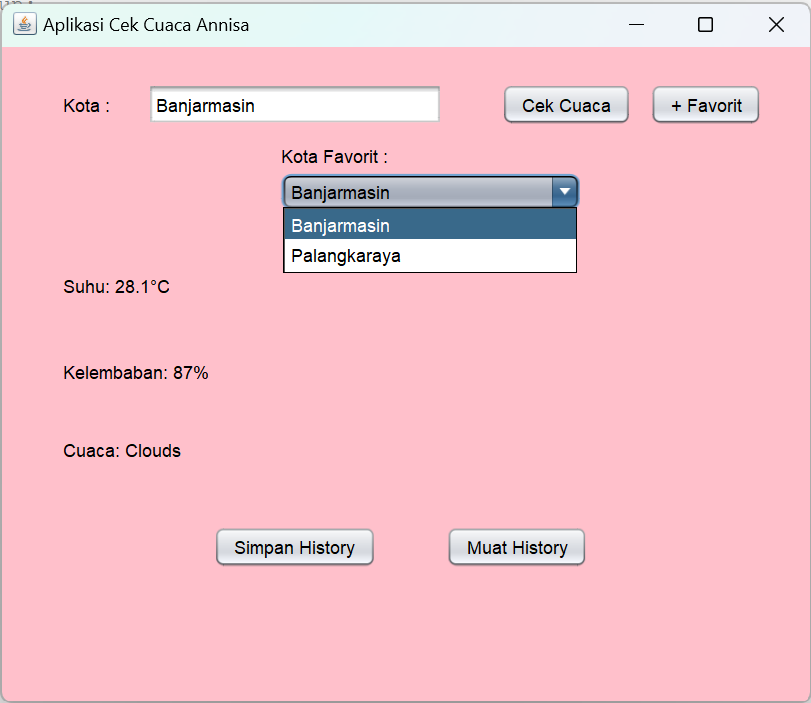 Aplikasi Cek Cuaca Annisa
Kota : Banjarmasin Cek Cuaca + Favorit
Kota Favorit :
Banjarmasin
Banjarmasin
Palangkaraya
Suhu: 28.1°C
Kelembaban: 87%
Cuaca: Clouds
Simpan History Muat History